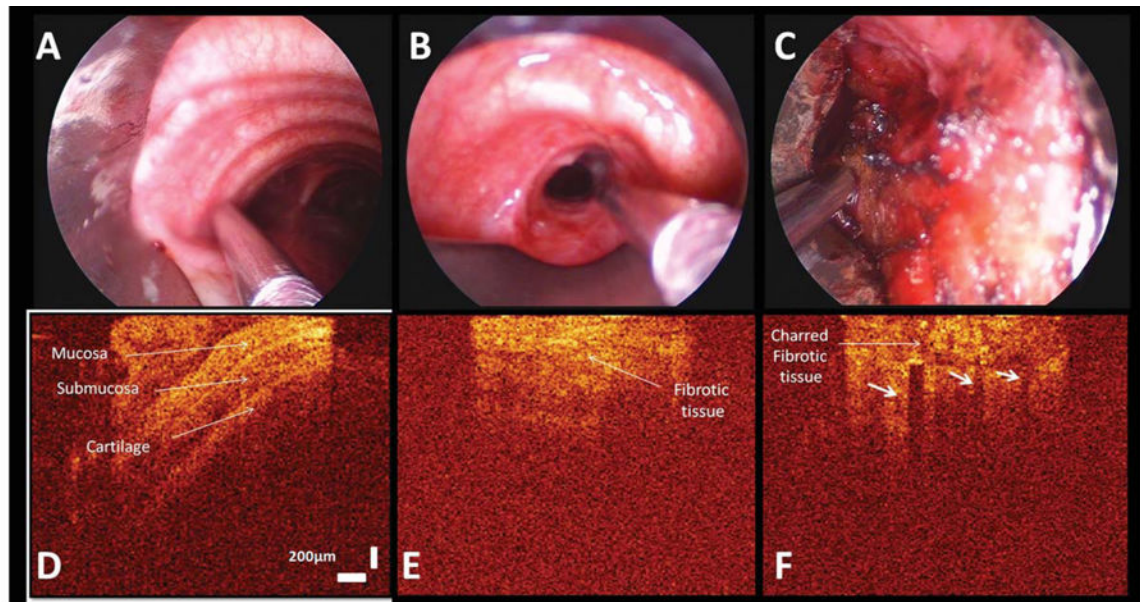 A
B
C
Mucosa
Submucosa
Cartilage
200µm
D
Fibrotic
tissue
E
Charred
Fibrotic
tissue
F